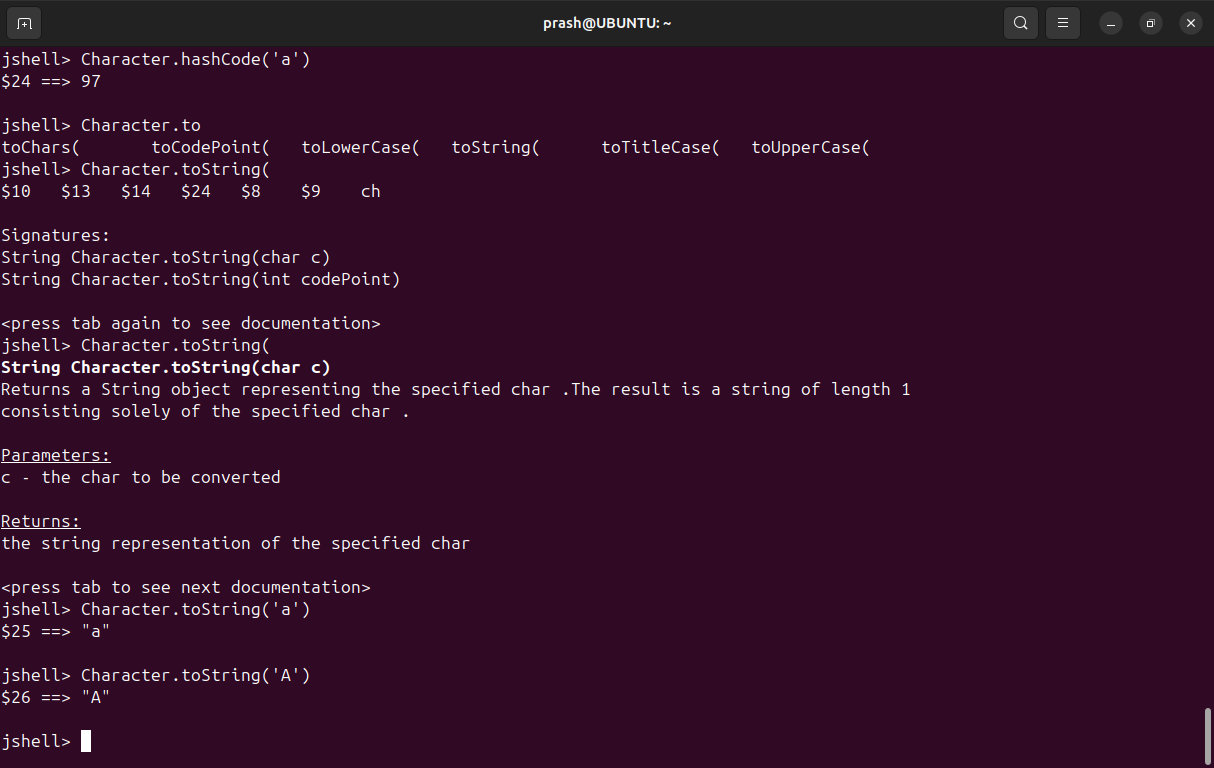 prash@UBUNTU: ~
jshell> Character.hashCode('a')
$24 ==> 97
jshell> Character.to
toChars(       toCodePoint(   toLowerCase(   toString(      toTitleCase(   toUpperCase(
jshell> Character.toString(
$10   $13   $14   $24   $8    $9    ch
Signatures:
String Character.toString(char c)
String Character.toString(int codePoint)
<press tab again to see documentation>
jshell> Character.toString(
String Character.toString(char c)
Returns a String object representing the specified char .The result is a string of length 1
consisting solely of the specified char .
Parameters:
c - the char to be converted
Returns:
the string representation of the specified char
<press tab to see next documentation>
jshell> Character.toString('a')
$25 ==> "a"
jshell> Character.toString('A')
$26 ==> "A"
jshell>